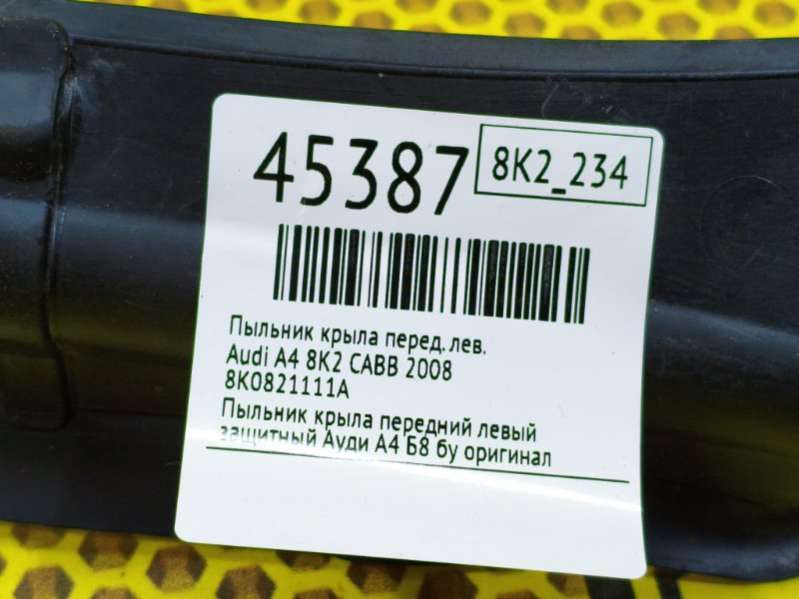 45387
8K2_234
Пыльник крыла перед. лев.
Audi A4 8K2 CABB 2008
8K0821111A
Пыльник крыла передний левый
защитный Ауди А4 Б8 бу оригинал